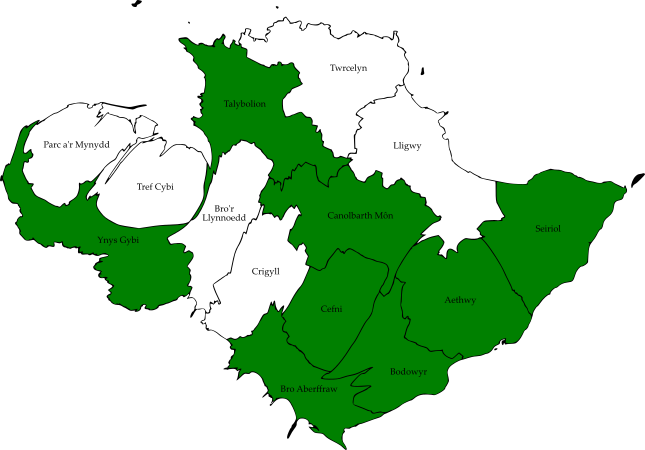 Twrcelyn
Talybolion
Parc a'r Mynydd
Lligwy
Tref Cybi
Bro'r
Llynnoedd
Canolbarth Môn
Seiriol
Ynys Gybi
Crigyll
Aethwy
Cefni
Bodowyr
Bro Aberffraw